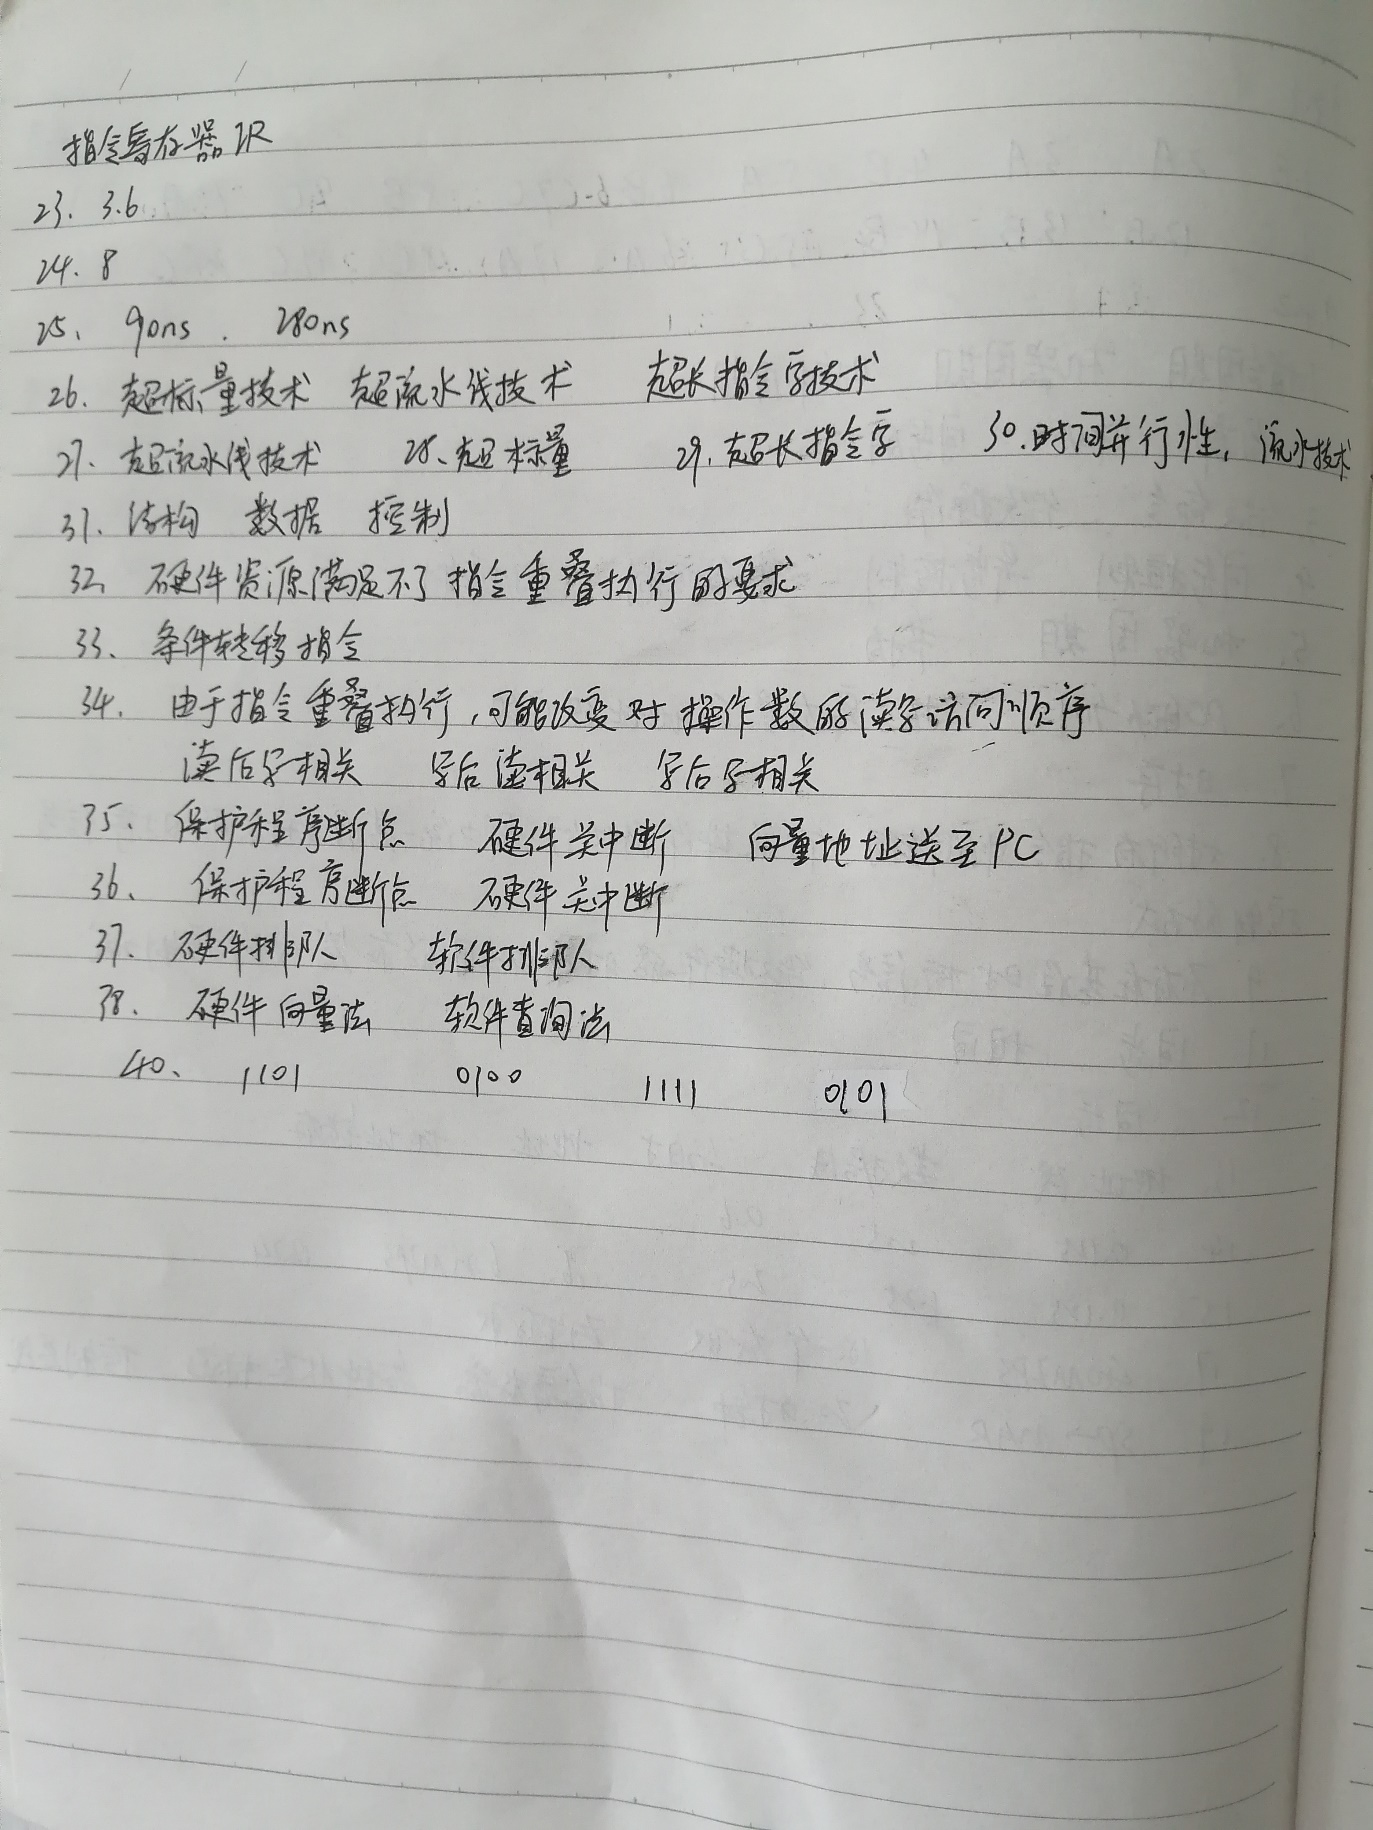 指令寄存器IR
23. 3.6
24. 8
25. 90ns . 280ns
26. 超标量技术 超流水线技术 超长指令字技术
27. 超流水线技术 28. 超标量 29. 超长指令字 30. 时间并行性, 流水技术
31. 结构 数据 控制
32 硬件资源满足不了指令重叠执行的要求
33. 条件转移指令
34. 由于指令重叠执行,可能改变对操作数的读写访问顺序
读后写相关 写后读相关 写后写相关
35. 保护程序断点 硬件关中断 向量地址送至PC
36. 保护程序断点 硬件关中断
37. 硬件排队 软件排队
38. 硬件向量法 软件查询法
40. 1101 0100 1111 0101